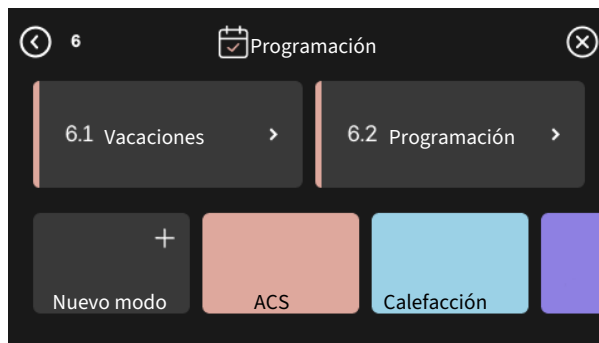 6 Programación
6.1 Vacaciones
6.2 Programación
Nuevo modo
ACS
Calefacción